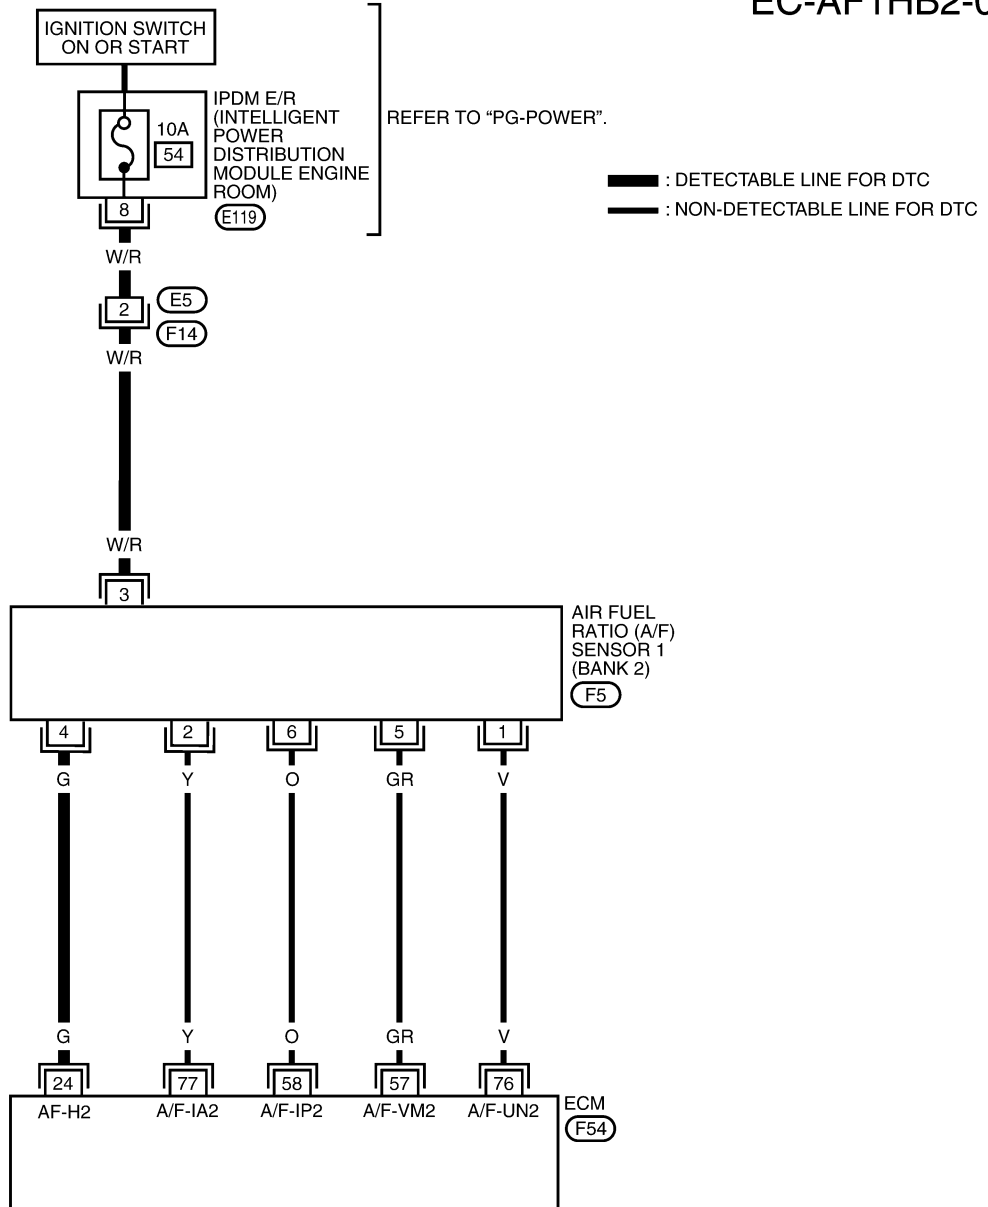 EC-AF1HB2-0
IGNITION SWITCH
ON OR START
IPDM E/R
(INTELLIGENT
POWER
DISTRIBUTION
MODULE ENGINE
ROOM)
E119
10A
54
8
REFER TO “PG-POWER”.
: DETECTABLE LINE FOR DTC
: NON-DETECTABLE LINE FOR DTC
W/R
2
E5
F14
W/R
W/R
3
AIR FUEL
RATIO (A/F)
SENSOR 1
(BANK 2)
F5
4 2 6 5 1
G Y O GR V
G Y O GR V
24 77 58 57 76
AF-H2 A/F-IA2 A/F-IP2 A/F-VM2 A/F-UN2
ECM
F54